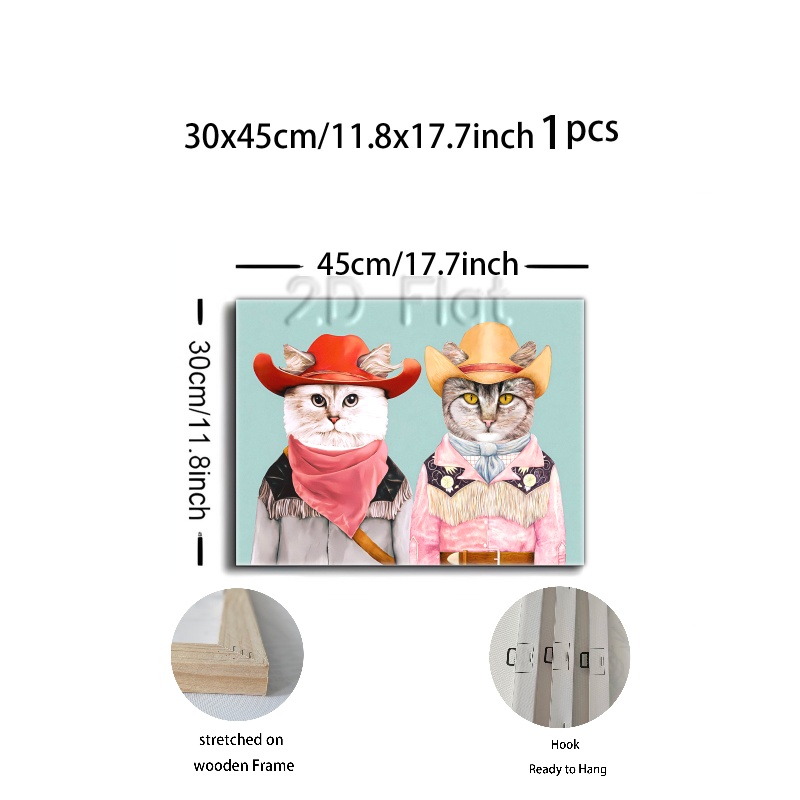 30x45cm/11.8x17.7inch 1pcs
45cm/17.7inch
2.D Flat
30cm/11.8inch
stretched on
wooden Frame
Hook
Ready to Hang